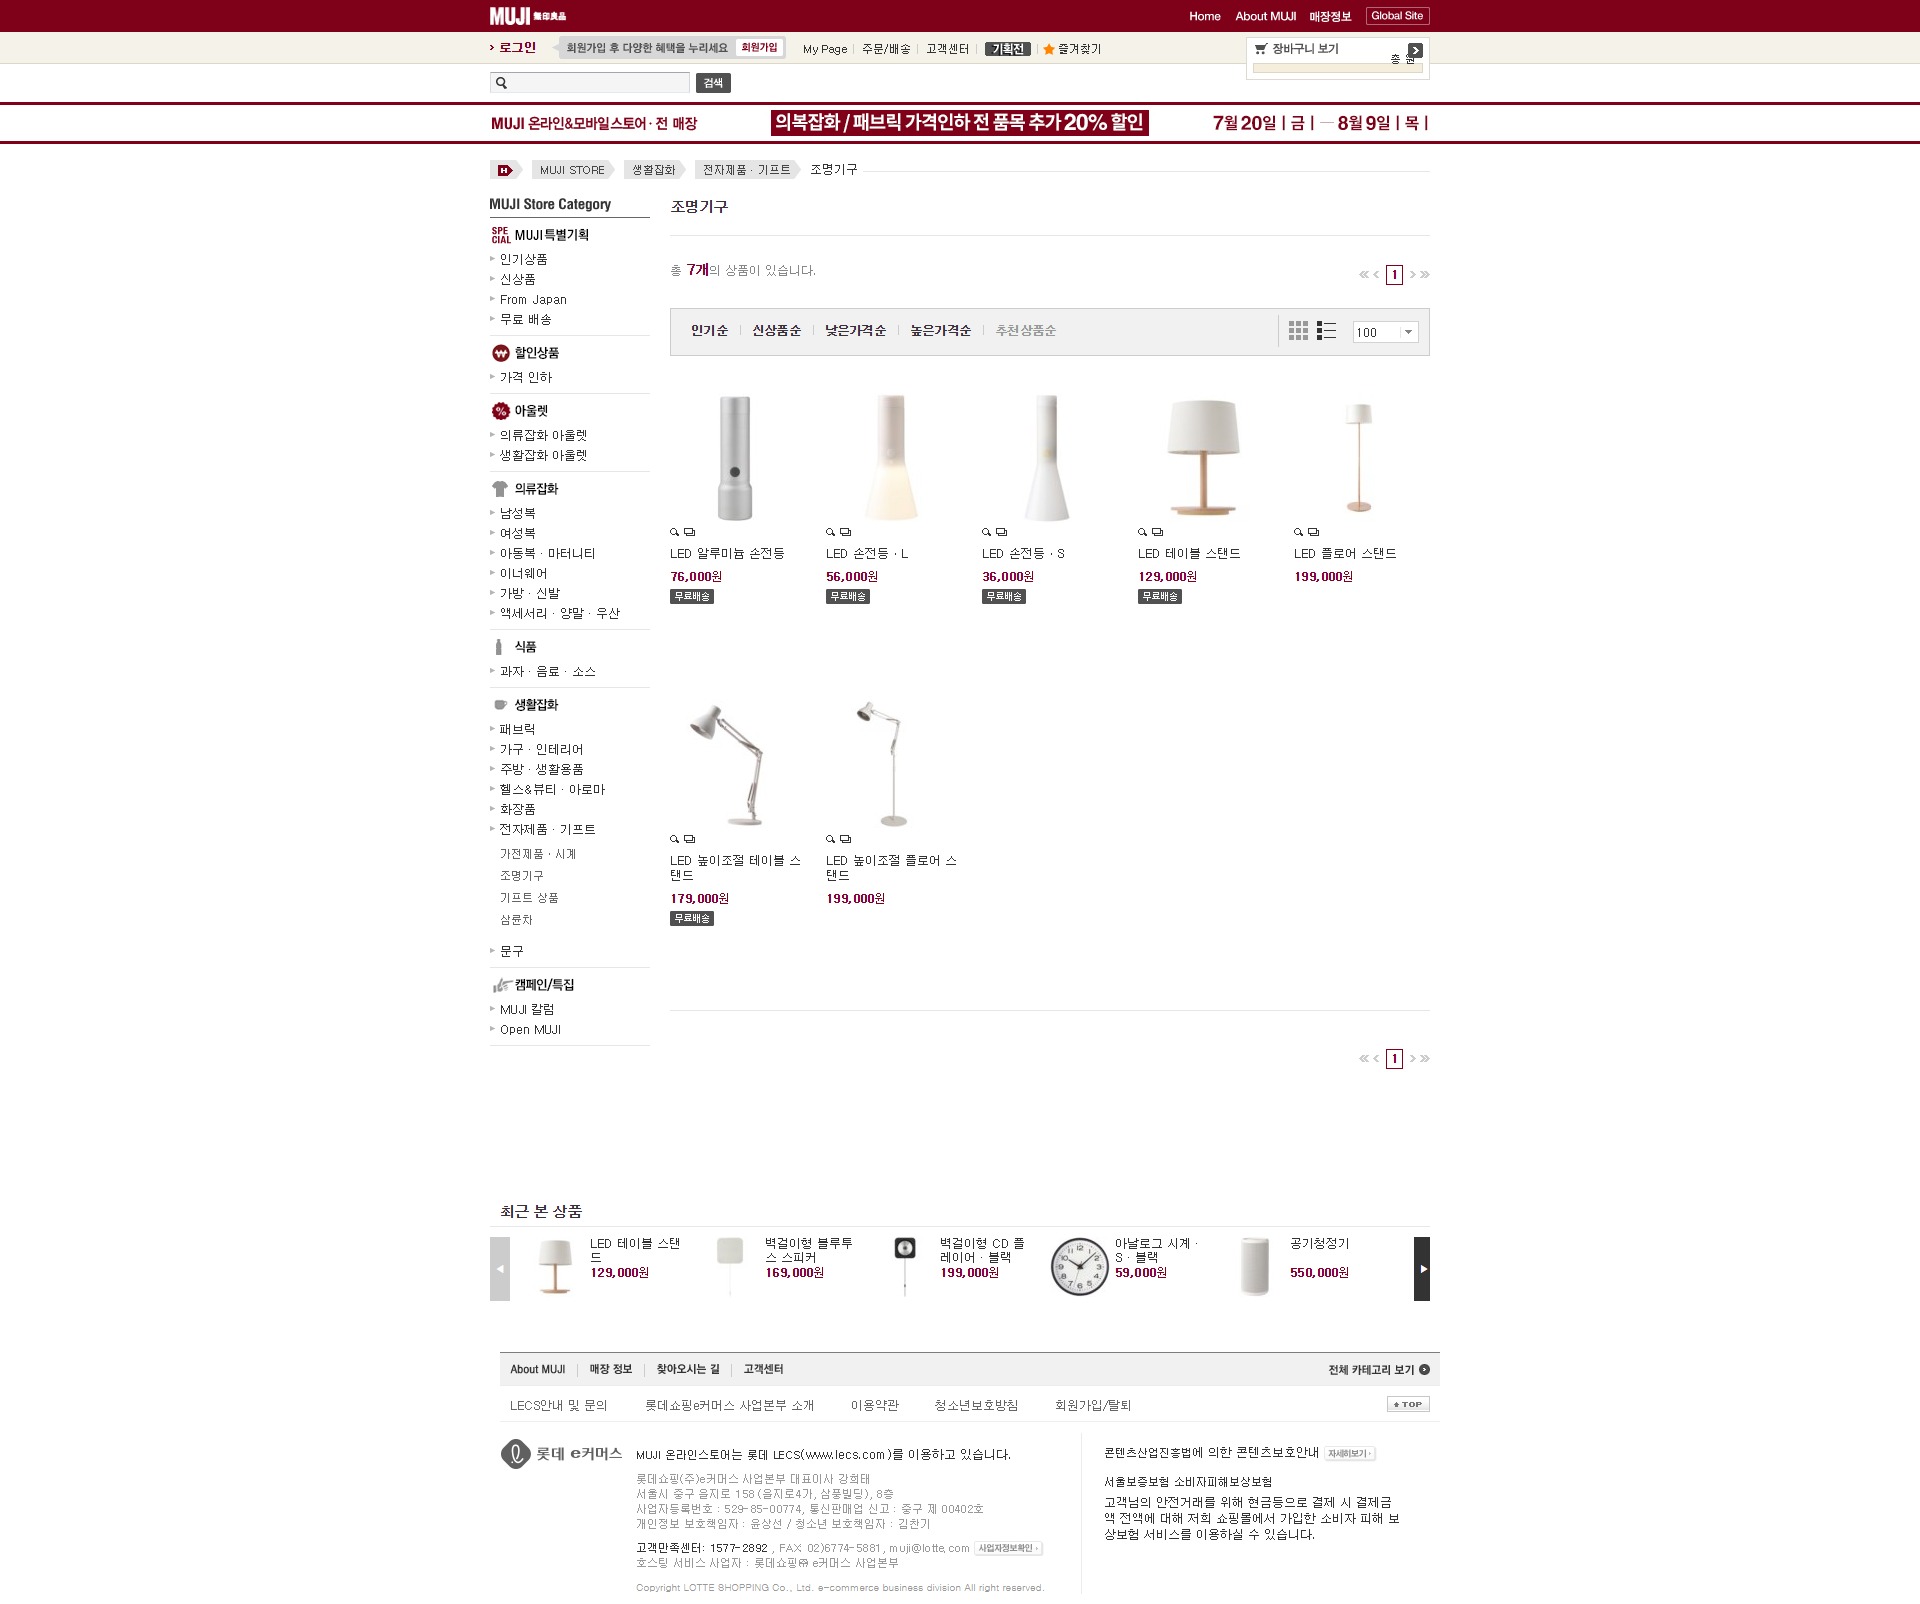 MUJI 無印良品
Home About MUJI 매장정보 Global Site
로그인 회원가입 후 다양한 혜택을 누리세요 회원가입 My Page 주문/배송 고객센터 기획전 즐겨찾기 장바구니 보기
총 원
검색
MUJI 온라인&모바일스토어· 전 매장 의복잡화 / 패브릭 가격인하 전 품목 추가 20% 할인 7월 20일 | 금 | ― 8월 9일 | 목 |
H MUJI STORE 생활잡화 전자제품 · 기프트 조명기구
MUJI Store Category
SPECIAL MUJI특별기획
인기상품
신상품
From Japan
무료 배송
할인상품
가격 인하
아울렛
의류잡화 아울렛
생활잡화 아울렛
의류잡화
남성복
여성복
아동복 · 마터니티
이너웨어
가방 · 신발
액세서리 · 양말 · 우산
식품
과자 · 음료 · 소스
생활잡화
패브릭
가구 · 인테리어
주방 · 생활용품
헬스&뷰티 · 아로마
화장품
전자제품 · 기프트
가전제품 · 시계
조명기구
기프트 상품
삼륜차
문구
캠페인/특집
MUJI 칼럼
Open MUJI
조명기구
총 7개의 상품이 있습니다.
1
인기순 신상품순 낮은가격순 높은가격순 추천상품순 100
LED 알루미늄 손전등
76,000원
무료배송
LED 손전등 · L
56,000원
무료배송
LED 손전등 · S
36,000원
무료배송
LED 테이블 스탠드
129,000원
무료배송
LED 플로어 스탠드
199,000원
LED 높이조절 테이블 스
탠드
179,000원
무료배송
LED 높이조절 플로어 스
탠드
199,000원
1
최근 본 상품
LED 테이블 스탠
드
129,000원
벽걸이형 블루투
스 스피커
169,000원
벽걸이형 CD 플
레이어 · 블랙
199,000원
아날로그 시계 ·
S · 블랙
59,000원
공기청정기
550,000원
About MUJI 매장 정보 찾아오시는 길 고객센터 전체 카테고리 보기
LECS안내 및 문의 롯데쇼핑e커머스 사업본부 소개 이용약관 청소년보호방침 회원가입/탈퇴 TOP
롯데 e커머스
MUJI 온라인스토어는 롯데 LECS(www.lecs.com)를 이용하고 있습니다.
롯데쇼핑(주)e커머스 사업본부 대표이사 강희태
서울시 중구 을지로 158 (을지로4가, 삼풍빌딩), 8층
사업자등록번호 : 529-85-00774, 통신판매업 신고 : 중구 제 00402호
개인정보 보호책임자 : 윤상선 / 청소년 보호책임자 : 김찬기
고객만족센터: 1577-2892 , FAX: 02)6774-5881, muji@lotte.com 사업자정보확인
호스팅 서비스 사업자 : 롯데쇼핑㈜ e커머스 사업본부
Copyright LOTTE SHOPPING Co., Ltd. e-commerce business division All right reserved.
콘텐츠산업진흥법에 의한 콘텐츠보호안내 자세히보기
서울보증보험 소비자피해보상보험
고객님의 안전거래를 위해 현금등으로 결제 시 결제금
액 전액에 대해 저희 쇼핑몰에서 가입한 소비자 피해 보
상보험 서비스를 이용하실 수 있습니다.